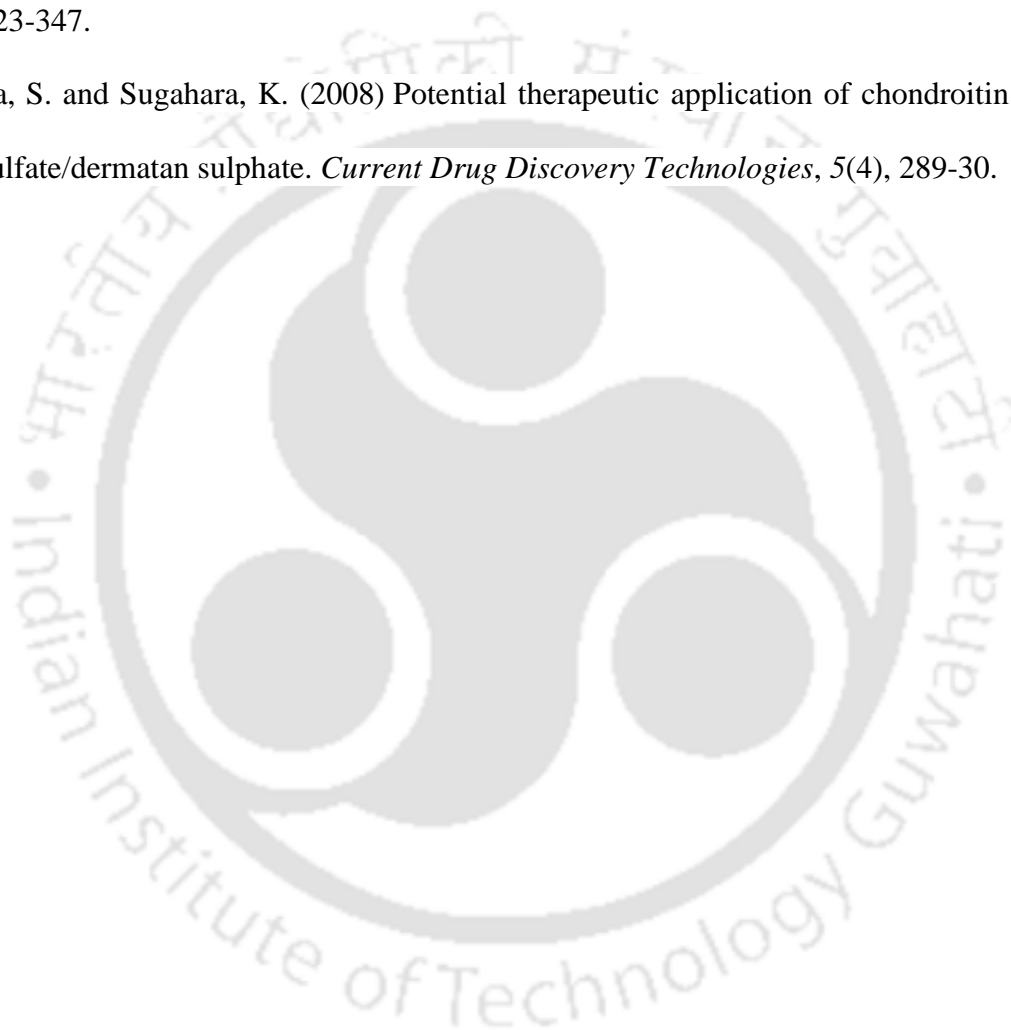 23-347.
a, S. and Sugahara, K. (2008) Potential therapeutic application of chondroitin
ulfate/dermatan sulphate. Current Drug Discovery Technologies, 5(4), 289-30.
भारतीय प्रौद्योगिकी संस्थान गुवाहाटी
Indian Institute of Technology Guwahati